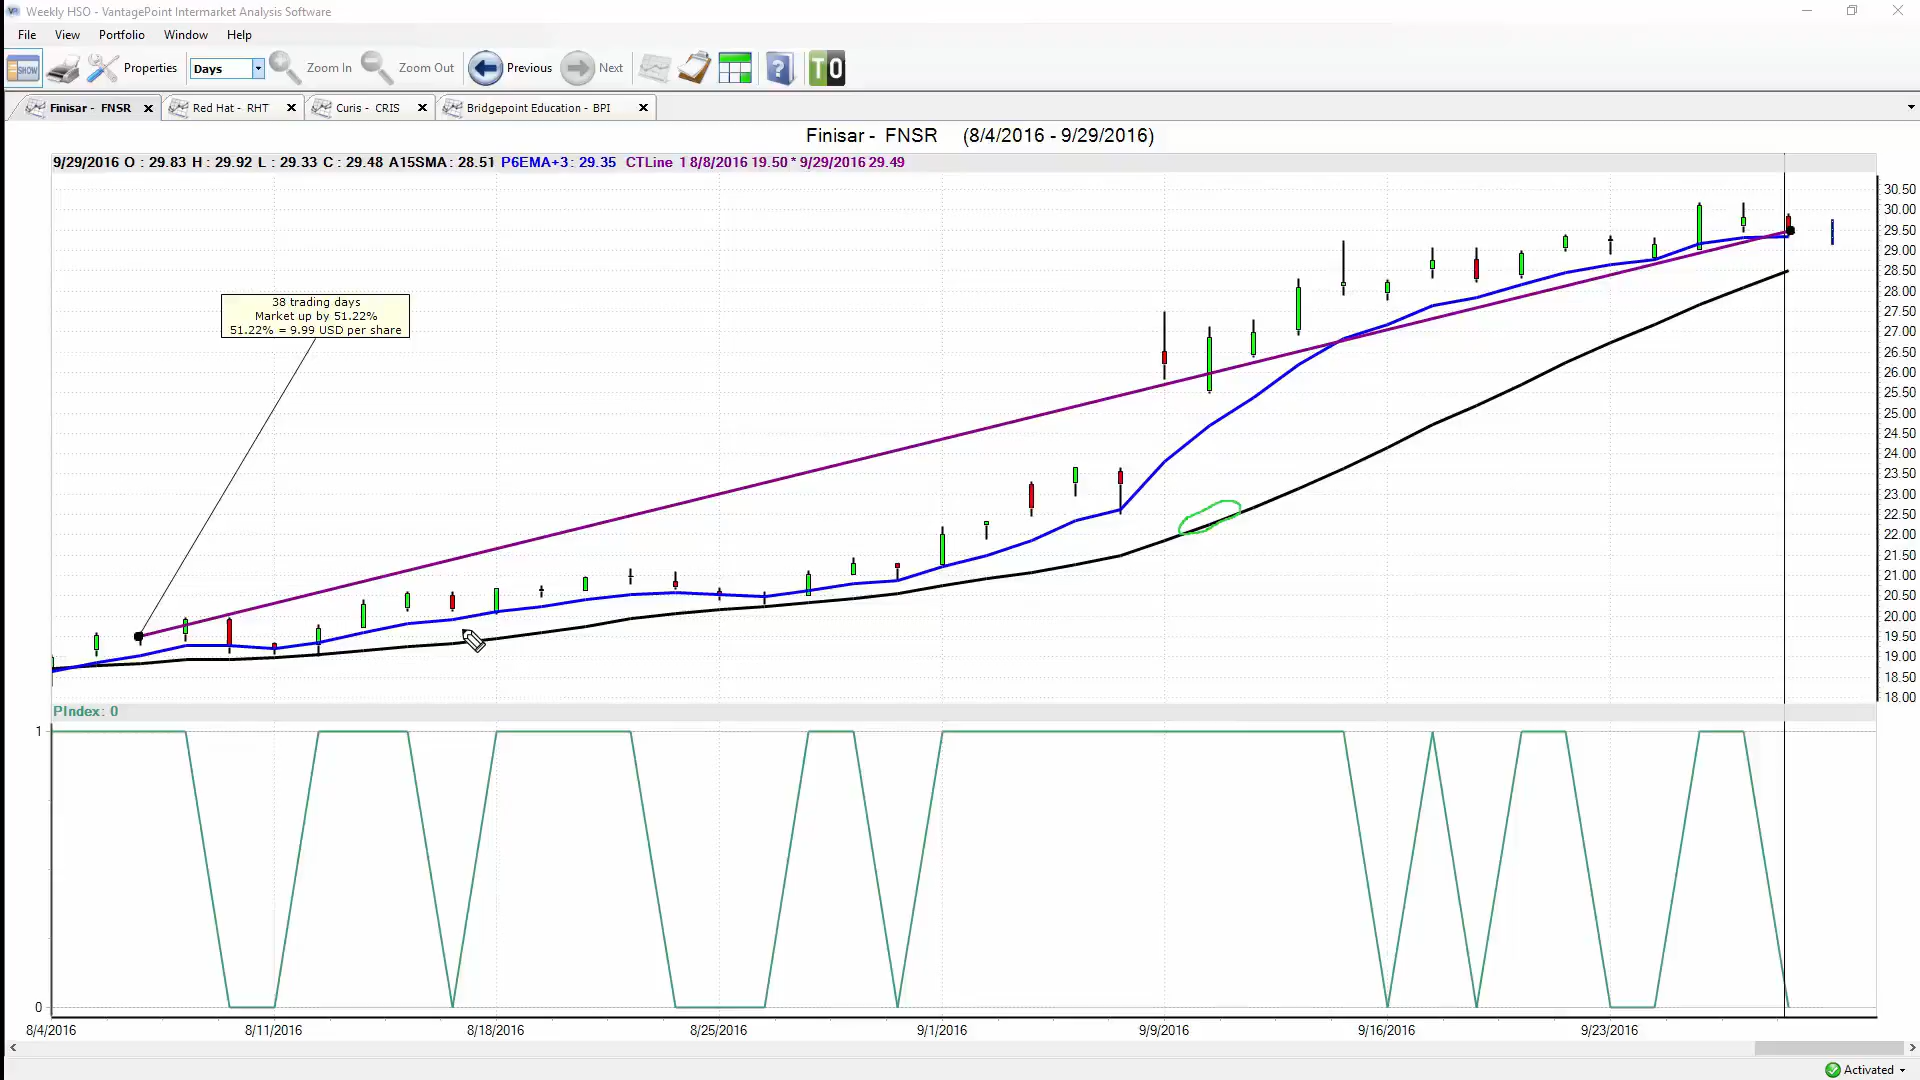 Weekly HSO - VantagePoint Intermarket Analysis Software
File View Portfolio Window Help
SHOW Properties Days Zoom In Zoom Out Previous Next ? TO
Finisar - FNSR Red Hat - RHT Curis - CRIS Bridgepoint Education - BPI
Finisar - FNSR (8/4/2016 - 9/29/2016)
9/29/2016 O : 29.83 H : 29.92 L : 29.33 C : 29.48 A15SMA : 28.51 P6EMA+3 : 29.35 CTLine 1 8/8/2016 19.50 * 9/29/2016 29.49
30.50
30.00
29.50
29.00
28.50
28.00
27.50
27.00
26.50
26.00
25.50
25.00
24.50
24.00
23.50
23.00
22.50
22.00
21.50
21.00
20.50
20.00
19.50
19.00
18.50
18.00
38 trading days
Market up by 51.22%
51.22% = 9.99 USD per share
PIndex: 0
1
0
8/4/2016 8/11/2016 8/18/2016 8/25/2016 9/1/2016 9/9/2016 9/16/2016 9/23/2016
Activated